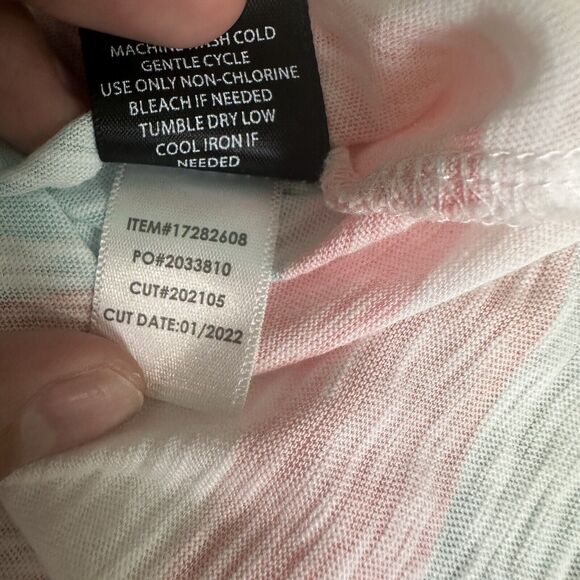 MACHINE WASH COLD
GENTLE CYCLE
USE ONLY NON-CHLORINE
BLEACH IF NEEDED
TUMBLE DRY LOW
COOL IRON IF
NEEDED
ITEM#17282608
PO#2033810
CUT#202105
CUT DATE:01/2022